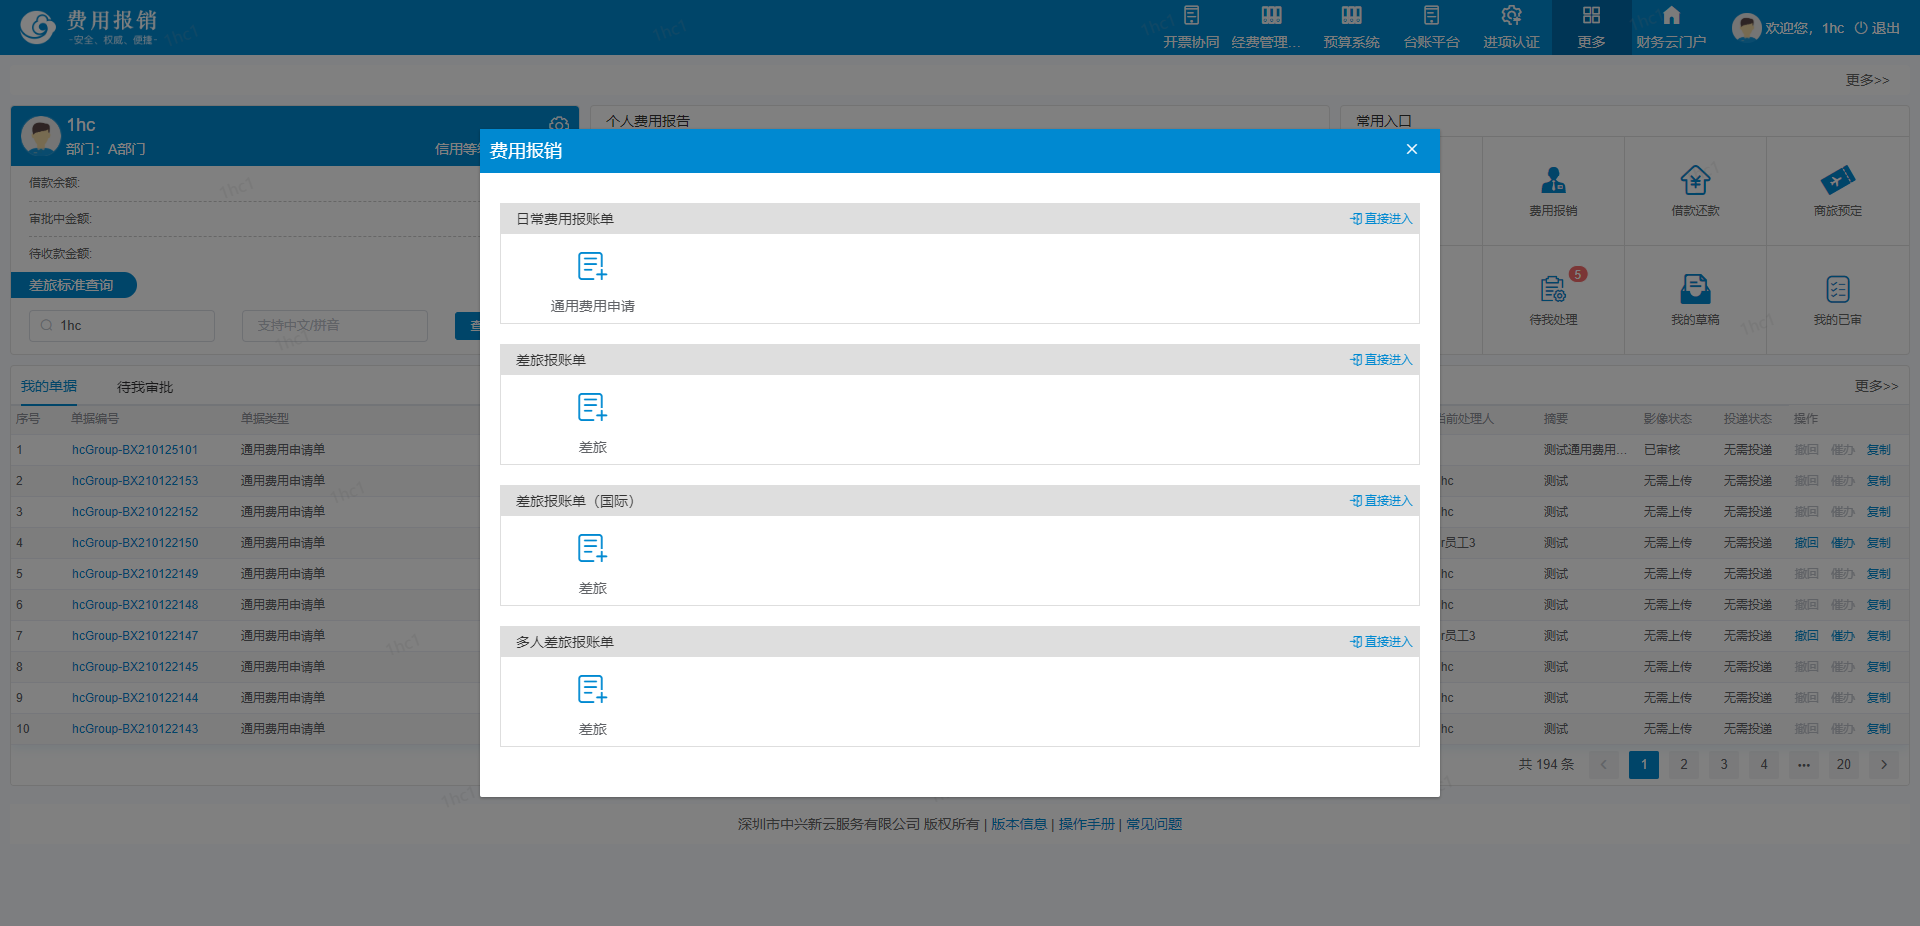 费用报销
-安全、权威、便捷-
开票协同
经费管理...
预算系统
台账平台
进项认证
更多
财务云门户
欢迎您，1hc
退出
更多>>
1hc
部门：A部门
信用等
借款余额:
审批中金额:
待收款金额:
差旅标准查询
1hc
支持中文/拼音
个人费用报告
常用入口
费用报销
借款还款
商旅预定
5
待我处理
我的草稿
我的已审
费用报销
日常费用报账单
直接进入
通用费用申请
差旅报账单
直接进入
差旅
差旅报账单（国际）
直接进入
差旅
多人差旅报账单
直接进入
差旅
我的单据
待我审批
更多>>
序号 单据编号 单据类型 当前处理人 摘要 影像状态 投递状态 操作
1 hcGroup-BX210125101 通用费用申请单 测试通用费用... 已审核 无需投递 撤回 催办 复制
2 hcGroup-BX210122153 通用费用申请单 hc 测试 无需上传 无需投递 撤回 催办 复制
3 hcGroup-BX210122152 通用费用申请单 hc 测试 无需上传 无需投递 撤回 催办 复制
4 hcGroup-BX210122150 通用费用申请单 r员工3 测试 无需上传 无需投递 撤回 催办 复制
5 hcGroup-BX210122149 通用费用申请单 hc 测试 无需上传 无需投递 撤回 催办 复制
6 hcGroup-BX210122148 通用费用申请单 hc 测试 无需上传 无需投递 撤回 催办 复制
7 hcGroup-BX210122147 通用费用申请单 r员工3 测试 无需上传 无需投递 撤回 催办 复制
8 hcGroup-BX210122145 通用费用申请单 hc 测试 无需上传 无需投递 撤回 催办 复制
9 hcGroup-BX210122144 通用费用申请单 hc 测试 无需上传 无需投递 撤回 催办 复制
10 hcGroup-BX210122143 通用费用申请单 hc 测试 无需上传 无需投递 撤回 催办 复制
共 194 条 < 1 2 3 4 ••• 20 >
深圳市中兴新云服务有限公司 版权所有 | 版本信息 | 操作手册 | 常见问题